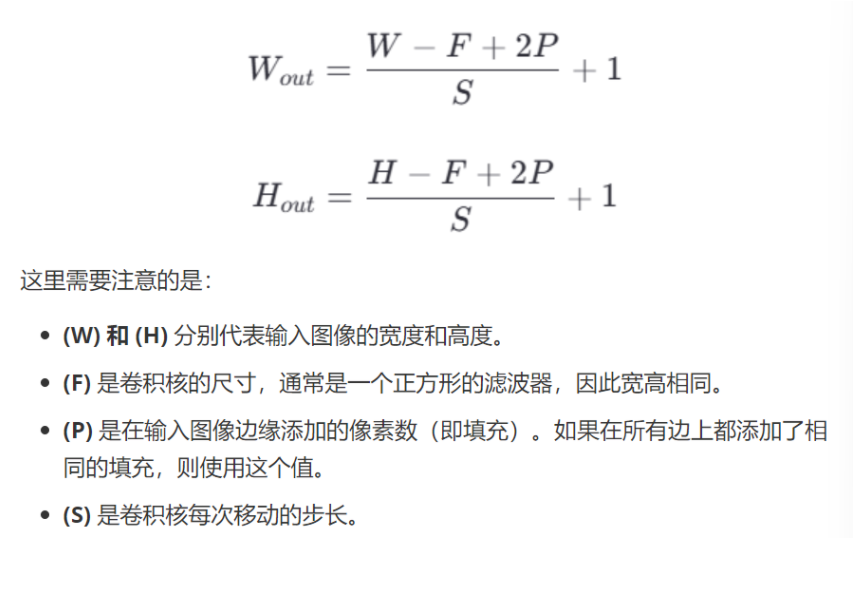 W_{out} = \frac{W - F + 2P}{S} + 1
H_{out} = \frac{H - F + 2P}{S} + 1
这里需要注意的是：
• (W) 和 (H) 分别代表输入图像的宽度和高度。
• (F) 是卷积核的尺寸，通常是一个正方形的滤波器，因此宽高相同。
• (P) 是在输入图像边缘添加的像素数（即填充）。如果在所有边上都添加了相
同的填充，则使用这个值。
• (S) 是卷积核每次移动的步长。